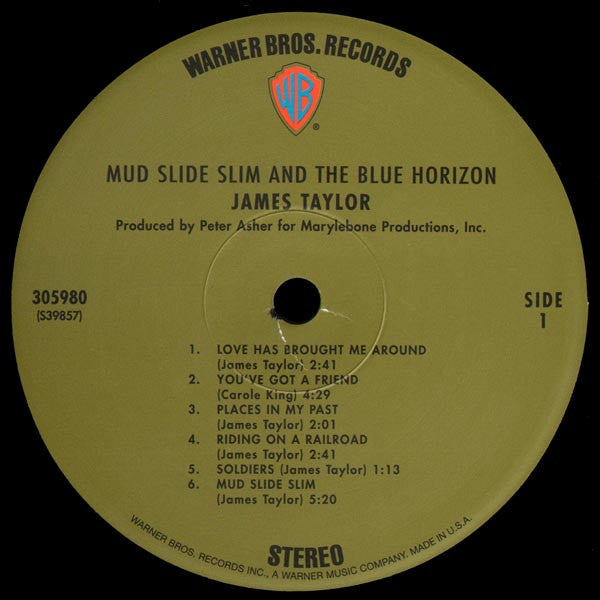 WARNER BROS. RECORDS
WB
®
MUD SLIDE SLIM AND THE BLUE HORIZON
JAMES TAYLOR
Produced by Peter Asher for Marylebone Productions, Inc.
305980
(S39857)
SIDE
1
1. LOVE HAS BROUGHT ME AROUND
(James Taylor) 2:41
2. YOU'VE GOT A FRIEND
(Carole King) 4:29
3. PLACES IN MY PAST
(James Taylor) 2:01
4. RIDING ON A RAILROAD
(James Taylor) 2:41
5. SOLDIERS (James Taylor) 1:13
6. MUD SLIDE SLIM
(James Taylor) 5:20
STEREO
WARNER BROS. RECORDS INC., A WARNER MUSIC COMPANY. MADE IN U.S.A.